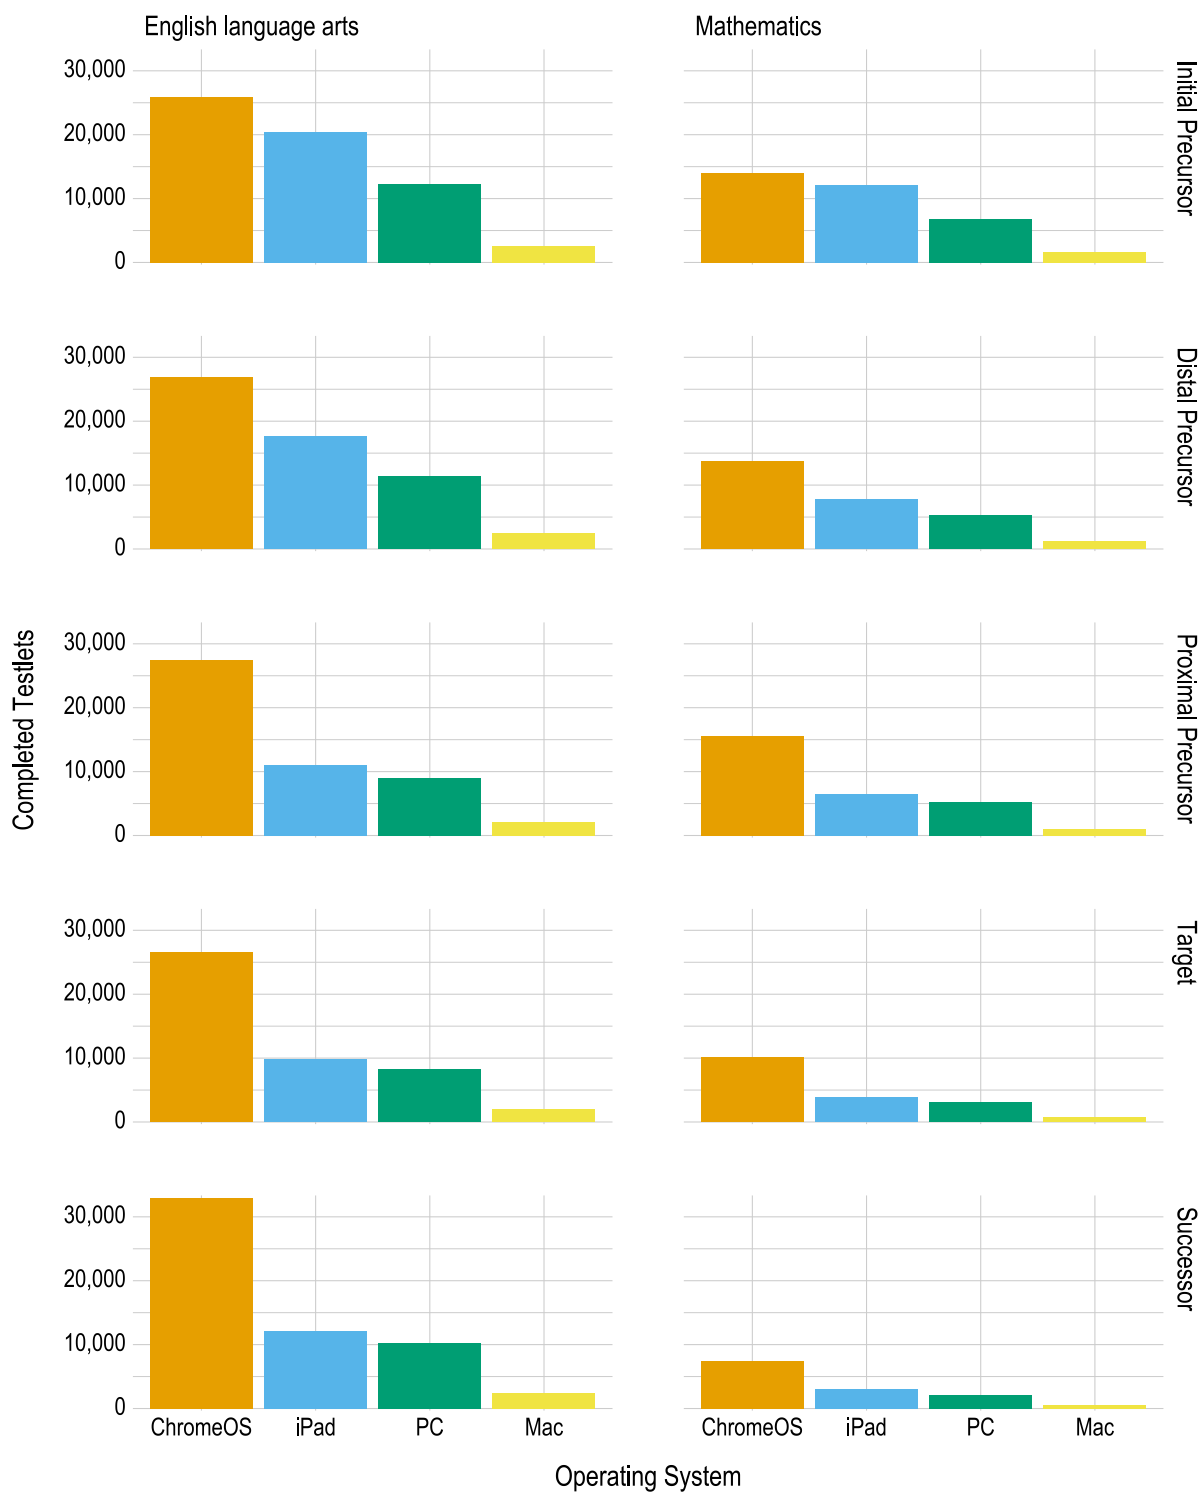 English language arts
Mathematics
30,000
20,000
10,000
0
Initial Precursor
30,000
20,000
10,000
0
Distal Precursor
Completed Testlets
30,000
20,000
10,000
0
Proximal Precursor
30,000
20,000
10,000
0
Target
30,000
20,000
10,000
0
Successor
ChromeOS iPad PC Mac
ChromeOS iPad PC Mac
Operating System